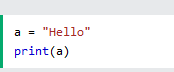 a = "Hello"
print(a)